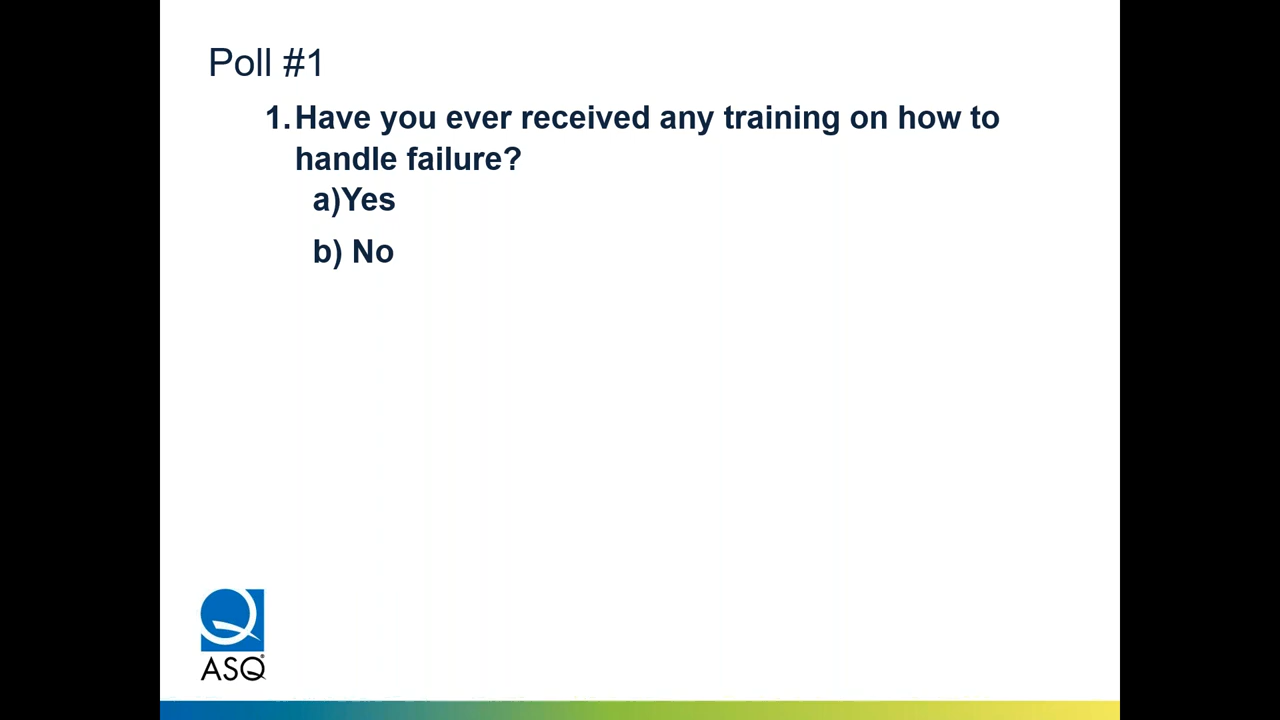 Poll #1
1. Have you ever received any training on how to
handle failure?
a)Yes
b) No
ASQ®